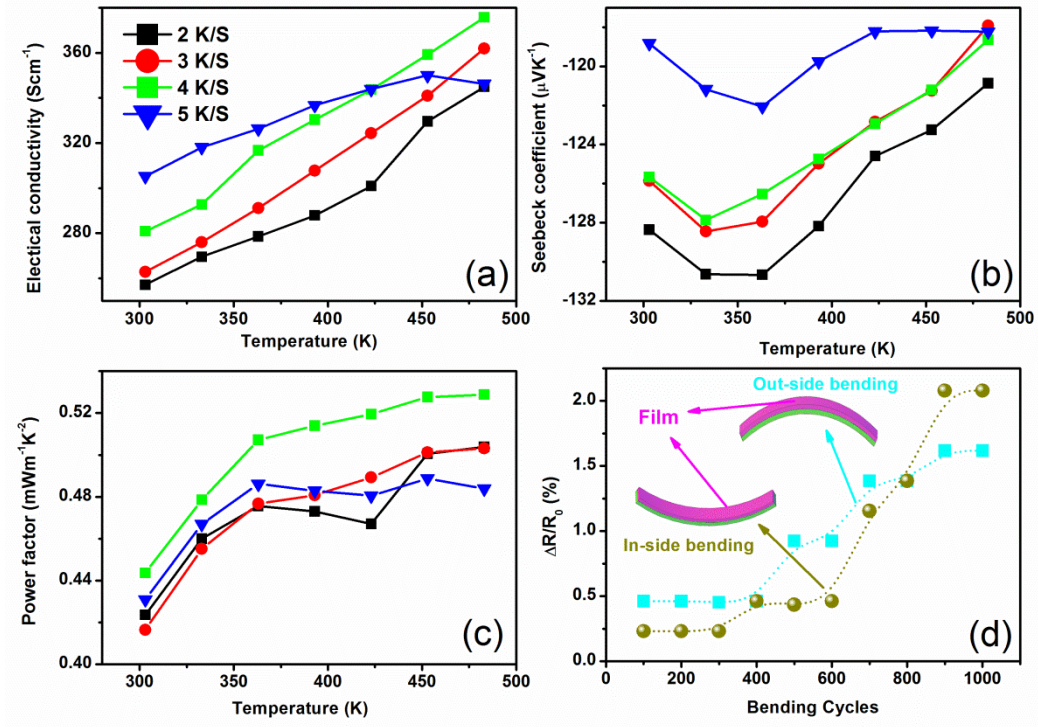 360
320
280
Electical conductivity (Scm⁻¹)
2 K/S
3 K/S
4 K/S
5 K/S
(a)
300 350 400 450 500
Temperature (K)
-120
-124
-128
-132
Seebeck coefficient (μVK⁻¹)
(b)
300 350 400 450 500
Temperature (K)
0.52
0.48
0.44
0.40
Power factor (mWm⁻¹K⁻²)
(c)
300 350 400 450 500
Temperature (K)
2.0
1.5
1.0
0.5
0.0
ΔR/R₀ (%)
Out-side bending
Film
In-side bending
(d)
0 200 400 600 800 1000
Bending Cycles